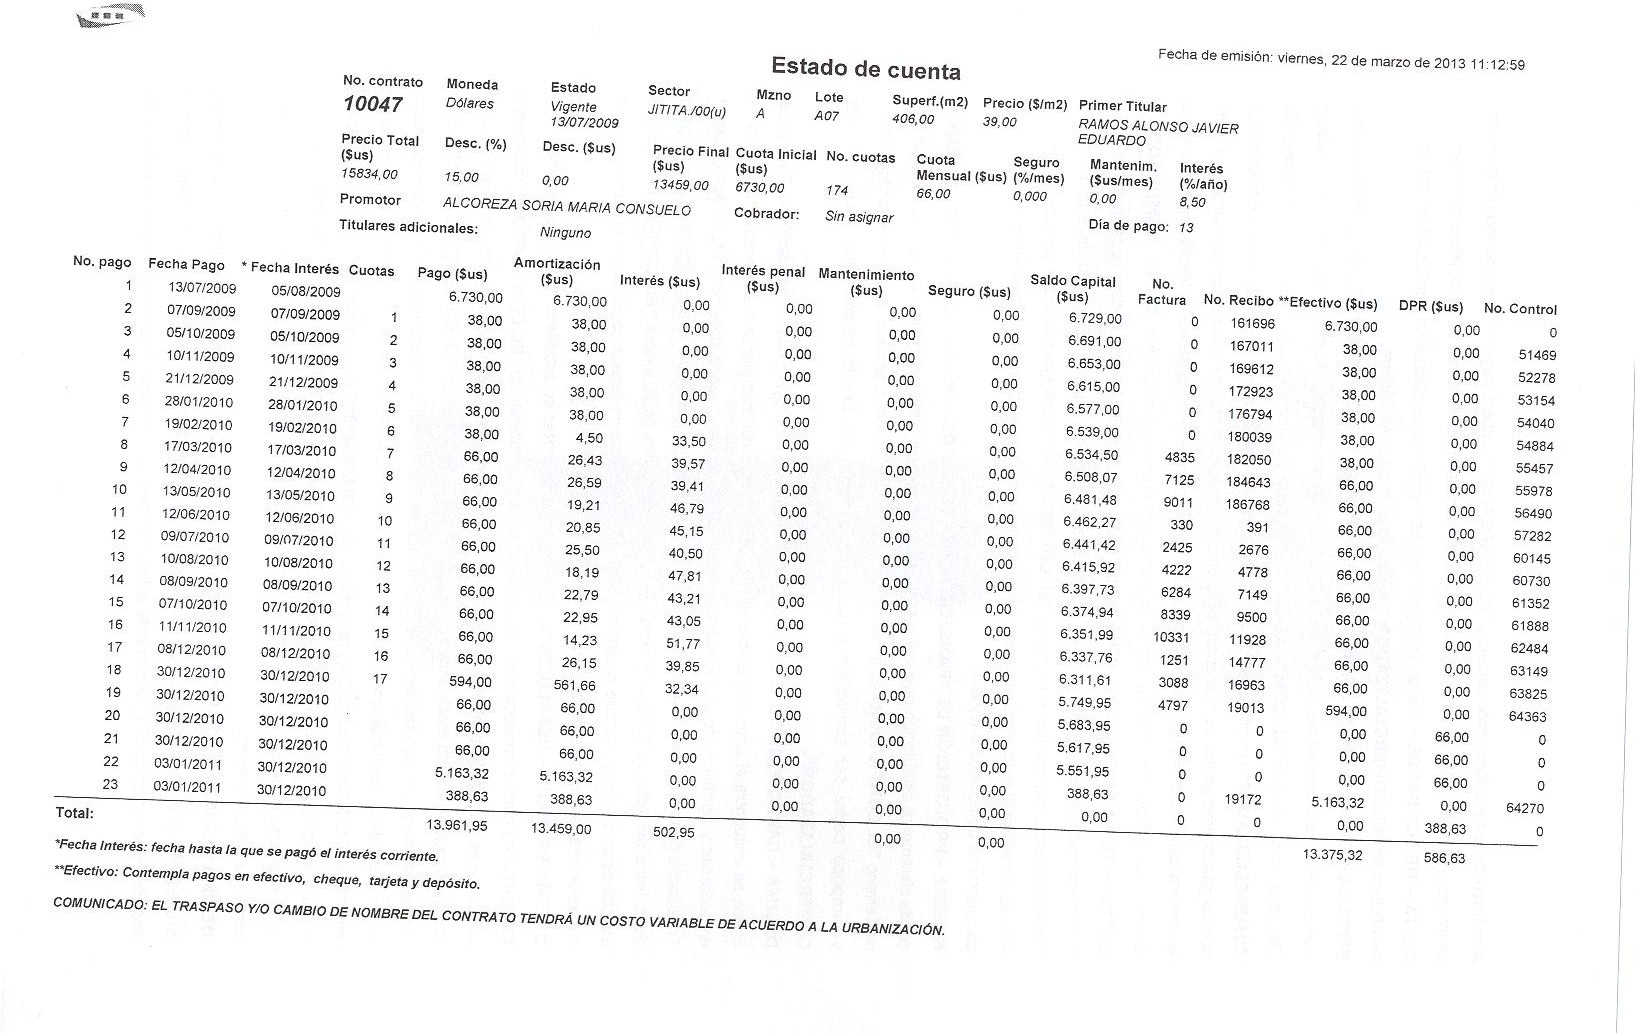 Fecha de emisión: viernes, 22 de marzo de 2013 11:12:59
Estado de cuenta
No. contrato Moneda Estado Sector Mzno Lote Superf.(m2) Precio ($/m2) Primer Titular
10047 Dólares Vigente 13/07/2009 JITITA./00(u) A A07 406,00 39,00 RAMOS ALONSO JAVIER EDUARDO
Precio Total ($us) Desc. (%) Desc. ($us) Precio Final ($us) Cuota Inicial ($us) No. cuotas Cuota Mensual ($us) Seguro (%/mes) Mantenim. ($us/mes) Interés (%/año)
15834,00 15,00 0,00 13459,00 6730,00 174 66,00 0,000 0,00 8,50
Promotor ALCOREZA SORIA MARIA CONSUELO Cobrador: Sin asignar Día de pago: 13
Titulares adicionales: Ninguno
No. pago Fecha Pago * Fecha Interés Cuotas Pago ($us) Amortización ($us) Interés ($us) Interés penal ($us) Mantenimiento ($us) Seguro ($us) Saldo Capital ($us) No. Factura No. Recibo **Efectivo ($us) DPR ($us) No. Control
1 13/07/2009 05/08/2009 6.730,00 6.730,00 0,00 0,00 0,00 0,00 6.729,00 0 161696 6.730,00 0,00 0
2 07/09/2009 07/09/2009 1 38,00 38,00 0,00 0,00 0,00 0,00 6.691,00 0 167011 38,00 0,00 51469
3 05/10/2009 05/10/2009 2 38,00 38,00 0,00 0,00 0,00 0,00 6.653,00 0 169612 38,00 0,00 52278
4 10/11/2009 10/11/2009 3 38,00 38,00 0,00 0,00 0,00 0,00 6.615,00 0 172923 38,00 0,00 53154
5 21/12/2009 21/12/2009 4 38,00 38,00 0,00 0,00 0,00 0,00 6.577,00 0 176794 38,00 0,00 54040
6 28/01/2010 28/01/2010 5 38,00 38,00 0,00 0,00 0,00 0,00 6.539,00 0 180039 38,00 0,00 54884
7 19/02/2010 19/02/2010 6 38,00 4,50 33,50 0,00 0,00 0,00 6.534,50 4835 182050 38,00 0,00 55457
8 17/03/2010 17/03/2010 7 66,00 26,43 39,57 0,00 0,00 0,00 6.508,07 7125 184643 66,00 0,00 55978
9 12/04/2010 12/04/2010 8 66,00 26,59 39,41 0,00 0,00 0,00 6.481,48 9011 186768 66,00 0,00 56490
10 13/05/2010 13/05/2010 9 66,00 19,21 46,79 0,00 0,00 0,00 6.462,27 330 391 66,00 0,00 57282
11 12/06/2010 12/06/2010 10 66,00 20,85 45,15 0,00 0,00 0,00 6.441,42 2425 2676 66,00 0,00 60145
12 09/07/2010 09/07/2010 11 66,00 25,50 40,50 0,00 0,00 0,00 6.415,92 4222 4778 66,00 0,00 60730
13 10/08/2010 10/08/2010 12 66,00 18,19 47,81 0,00 0,00 0,00 6.397,73 6284 7149 66,00 0,00 61352
14 08/09/2010 08/09/2010 13 66,00 22,79 43,21 0,00 0,00 0,00 6.374,94 8339 9500 66,00 0,00 61888
15 07/10/2010 07/10/2010 14 66,00 22,95 43,05 0,00 0,00 0,00 6.351,99 10331 11928 66,00 0,00 62484
16 11/11/2010 11/11/2010 15 66,00 14,23 51,77 0,00 0,00 0,00 6.337,76 1251 14777 66,00 0,00 63149
17 08/12/2010 08/12/2010 16 66,00 26,15 39,85 0,00 0,00 0,00 6.311,61 3088 16963 66,00 0,00 63825
18 30/12/2010 30/12/2010 17 594,00 561,66 32,34 0,00 0,00 0,00 5.749,95 4797 19013 594,00 0,00 64363
19 30/12/2010 30/12/2010 66,00 66,00 0,00 0,00 0,00 0,00 5.683,95 0 0 0,00 66,00 0
20 30/12/2010 30/12/2010 66,00 66,00 0,00 0,00 0,00 0,00 5.617,95 0 0 0,00 66,00 0
21 30/12/2010 30/12/2010 66,00 66,00 0,00 0,00 0,00 0,00 5.551,95 0 0 0,00 66,00 0
22 03/01/2011 30/12/2010 5.163,32 5.163,32 0,00 0,00 0,00 0,00 388,63 0 19172 5.163,32 0,00 64270
23 03/01/2011 30/12/2010 388,63 388,63 0,00 0,00 0,00 0,00 0,00 0 0 0,00 388,63 0
Total: 13.961,95 13.459,00 502,95 0,00 0,00 13.375,32 586,63
*Fecha Interés: fecha hasta la que se pagó el interés corriente.
**Efectivo: Contempla pagos en efectivo, cheque, tarjeta y depósito.
COMUNICADO: EL TRASPASO Y/O CAMBIO DE NOMBRE DEL CONTRATO TENDRÁ UN COSTO VARIABLE DE ACUERDO A LA URBANIZACIÓN.